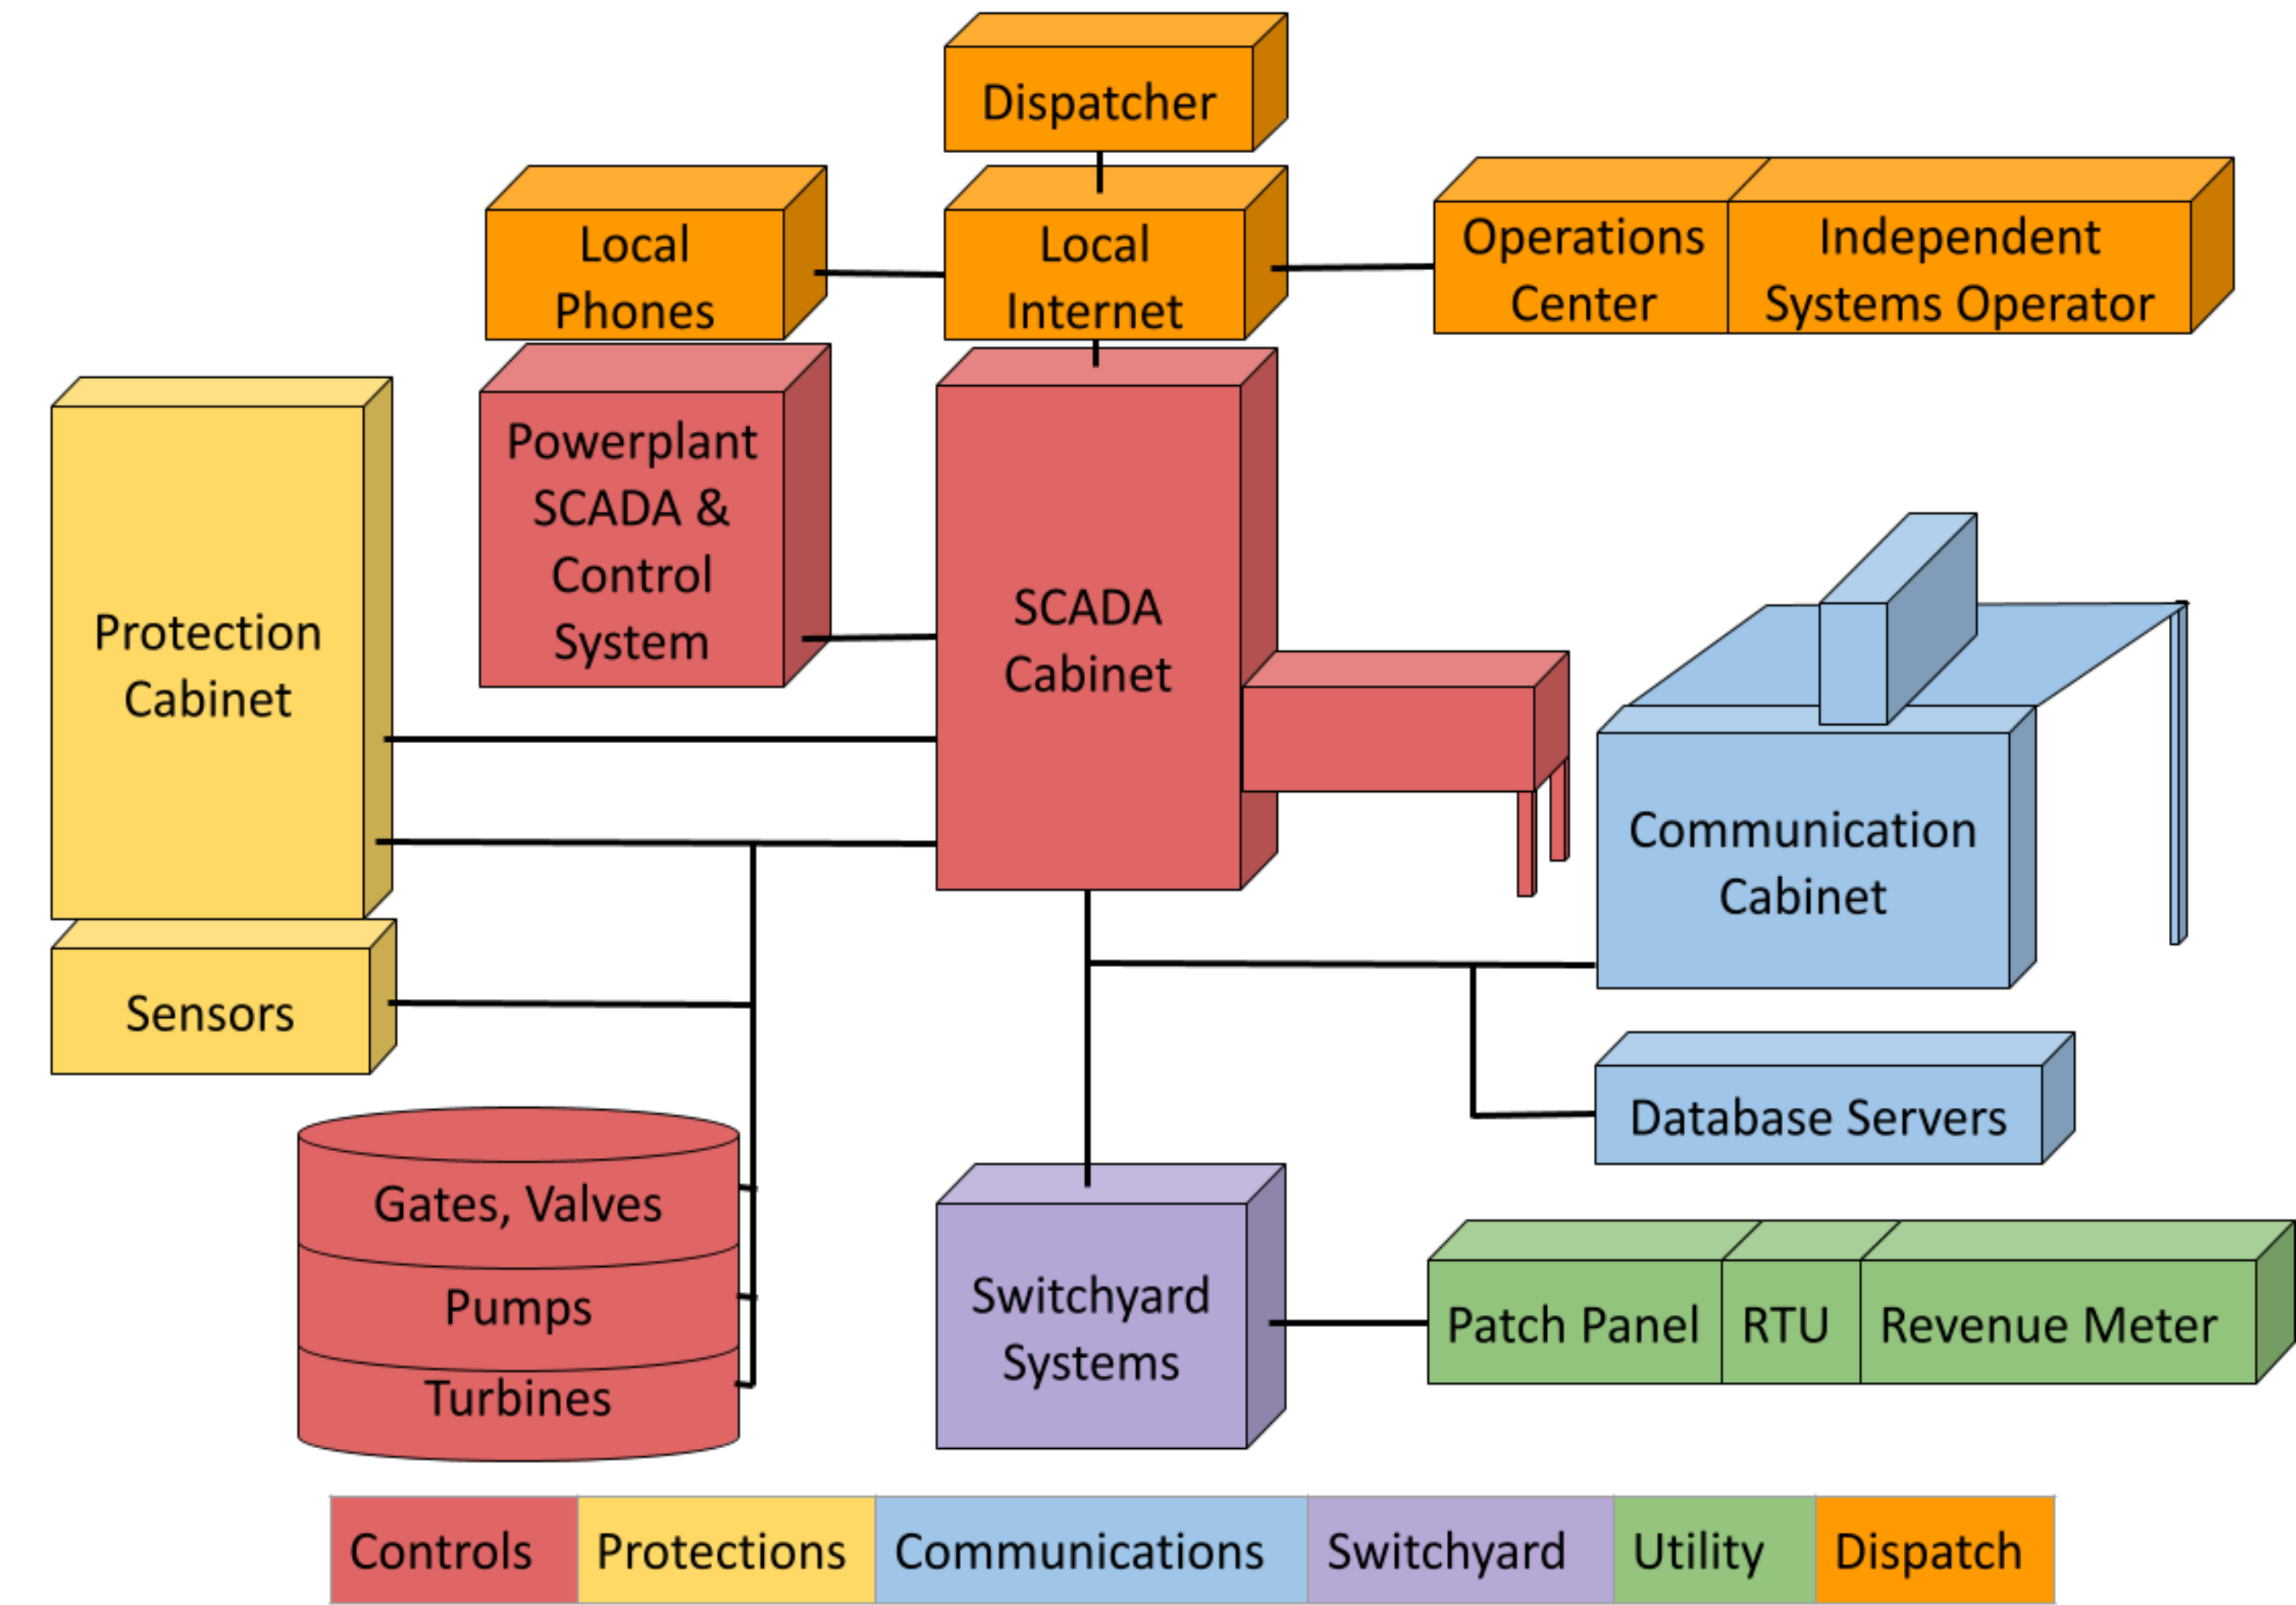 Dispatcher
Local
Phones
Local
Internet
Operations
Center
Independent
Systems Operator
Powerplant
SCADA &
Control
System
Protection
Cabinet
SCADA
Cabinet
Communication
Cabinet
Sensors
Database Servers
Gates, Valves
Pumps
Turbines
Switchyard
Systems
Patch Panel
RTU
Revenue Meter
Controls
Protections
Communications
Switchyard
Utility
Dispatch